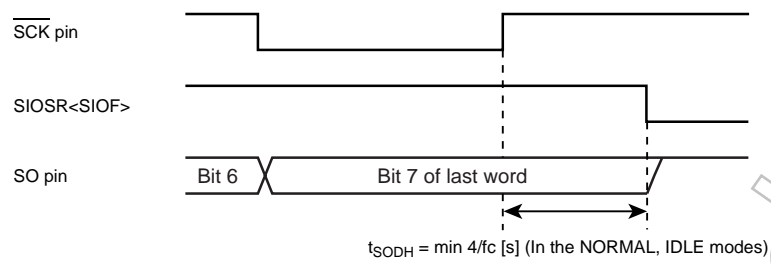 SCK pin
SIOSR<SIOF>
SO pin Bit 6 Bit 7 of last word
tSODH = min 4/fc [s] (In the NORMAL, IDLE modes)